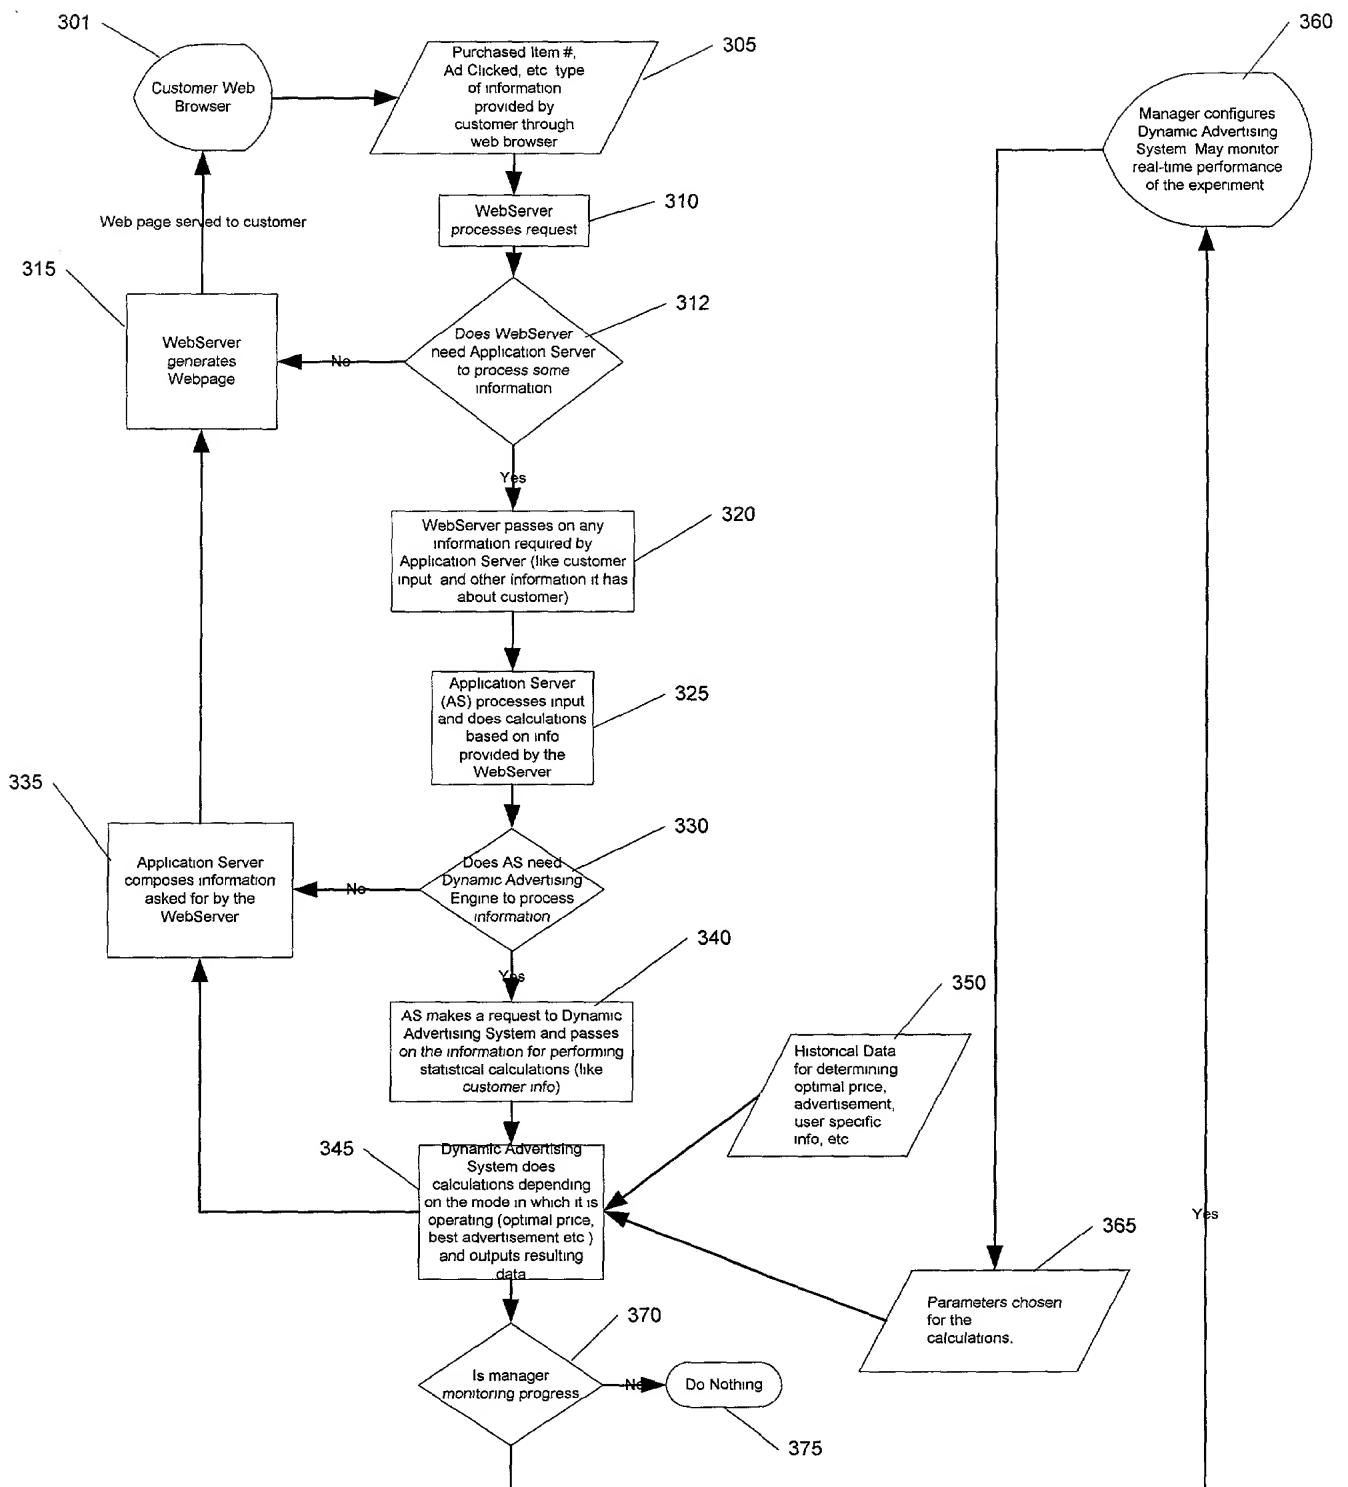 301
Customer Web
Browser
Purchased Item #,
Ad Clicked, etc type
of information
provided by
customer through
web browser
305
360
Manager configures
Dynamic Advertising
System May monitor
real-time performance
of the experiment
WebServer
processes request
310
Web page served to customer
315
WebServer
generates
Webpage
No
Does WebServer
need Application Server
to process some
information
312
Yes
WebServer passes on any
information required by
Application Server (like customer
input and other information it has
about customer)
320
Application Server
(AS) processes input
and does calculations
based on info
provided by the
WebServer
325
335
Application Server
composes information
asked for by the
WebServer
No
Does AS need
Dynamic Advertising
Engine to process
information
330
Yes
AS makes a request to Dynamic
Advertising System and passes
on the information for performing
statistical calculations (like
customer info)
340
350
Historical Data
for determining
optimal price,
advertisement,
user specific
info, etc
345
Dynamic Advertising
System does
calculations depending
on the mode in which it is
operating (optimal price,
best advertisement etc )
and outputs resulting
data
Yes
365
Parameters chosen
for the
calculations.
370
Is manager
monitoring progress
No
Do Nothing
375